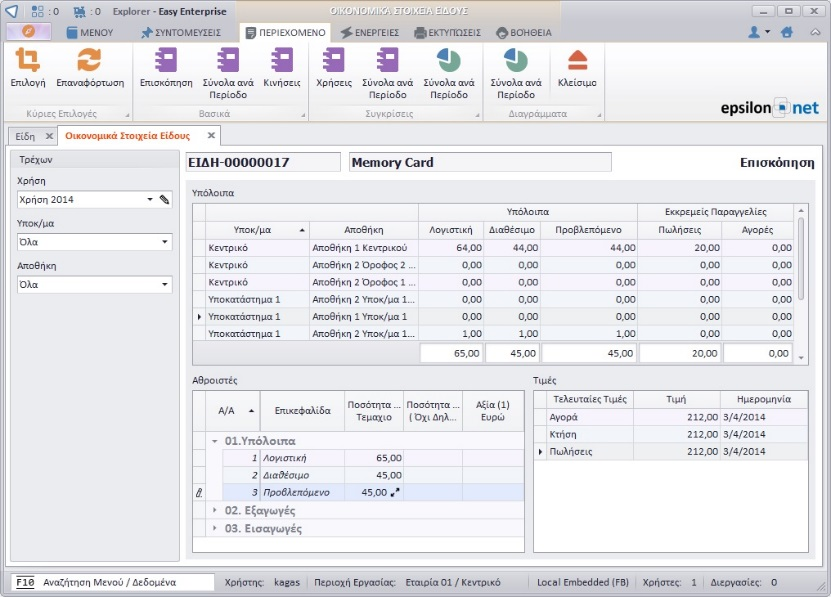 : 0 : 0 Explorer - Easy Enterprise ΟΙΚΟΝΟΜΙΚΑ ΣΤΟΙΧΕΙΑ ΕΙΔΟΥΣ
ΜΕΝΟΥ ΣΥΝΤΟΜΕΥΣΕΙΣ ΠΕΡΙΕΧΟΜΕΝΟ ΕΝΕΡΓΕΙΕΣ ΕΚΤΥΠΩΣΕΙΣ ΒΟΗΘΕΙΑ
Επιλογή Επαναφόρτωση Επισκόπηση Σύνολα ανά Περίοδο Κινήσεις Χρήσεις Σύνολα ανά Περίοδο Σύνολα ανά Περίοδο Σύνολα ανά Περίοδο Κλείσιμο
Κύριες Επιλογές Βασικά Συγκρίσεις Διαγράμματα
epsilon net
Είδη Οικονομικά Στοιχεία Είδους
Τρέχων
Χρήση
Χρήση 2014
Υποκ/μα
Όλα
Αποθήκη
Όλα
ΕΙΔΗ-00000017 Memory Card Επισκόπηση
Υπόλοιπα
Υπόλοιπα Εκκρεμείς Παραγγελίες
Υποκ/μα Αποθήκη Λογιστική Διαθέσιμο Προβλεπόμενο Πωλήσεις Αγορές
Κεντρικό Αποθήκη 1 Κεντρικού 64,00 44,00 44,00 20,00 0,00
Κεντρικό Αποθήκη 2 Όροφος 2 ... 0,00 0,00 0,00 0,00 0,00
Κεντρικό Αποθήκη 2 Όροφος 1 ... 0,00 0,00 0,00 0,00 0,00
Υποκατάστημα 1 Αποθήκη 2 Υποκ/μα 1... 0,00 0,00 0,00 0,00 0,00
Υποκατάστημα 1 Αποθήκη 1 Υποκ/μα 1 0,00 0,00 0,00 0,00 0,00
Υποκατάστημα 1 Αποθήκη 2 Υποκ/μα 1... 1,00 1,00 1,00 0,00 0,00
65,00 45,00 45,00 20,00 0,00
Αθροιστές
Α/Α Επικεφαλίδα Ποσότητα ... Τεμαχιο Ποσότητα ... ( Όχι Δηλ... Αξία (1) Ευρώ
01.Υπόλοιπα
1 Λογιστική 65,00
2 Διαθέσιμο 45,00
3 Προβλεπόμενο 45,00
02. Εξαγωγές
03. Εισαγωγές
Τιμές
Τελευταίες Τιμές Τιμή Ημερομηνία
Αγορά 212,00 3/4/2014
Κτήση 212,00 3/4/2014
Πωλήσεις 212,00 3/4/2014
F10 Αναζήτηση Μενού / Δεδομένα Χρήστης: kagas Περιοχή Εργασίας: Εταιρία 01 / Κεντρικό Local Embedded (FB) Χρήστες: 1 Διεργασίες: 0